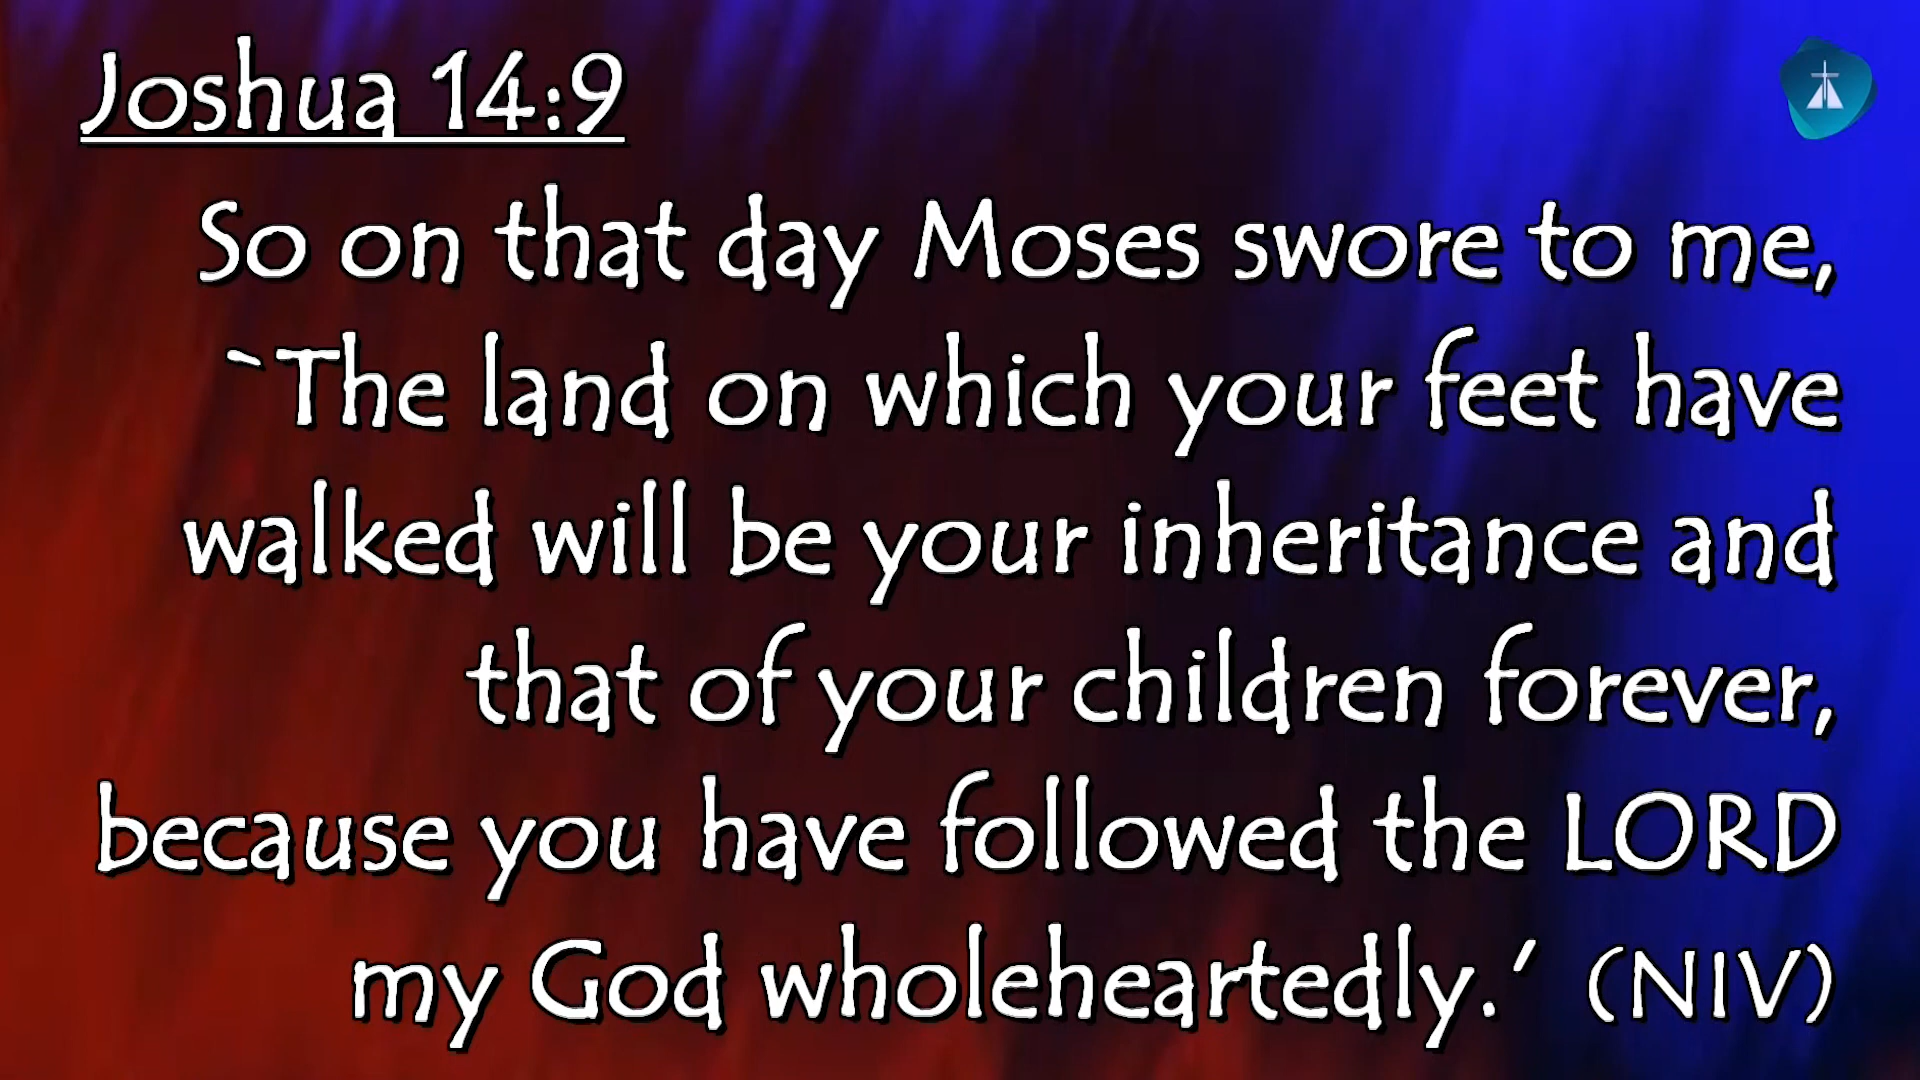 Joshua 14:9
So on that day Moses swore to me,
`The land on which your feet have
walked will be your inheritance and
that of your children forever,
because you have followed the LORD
my God wholeheartedly.' (NIV)